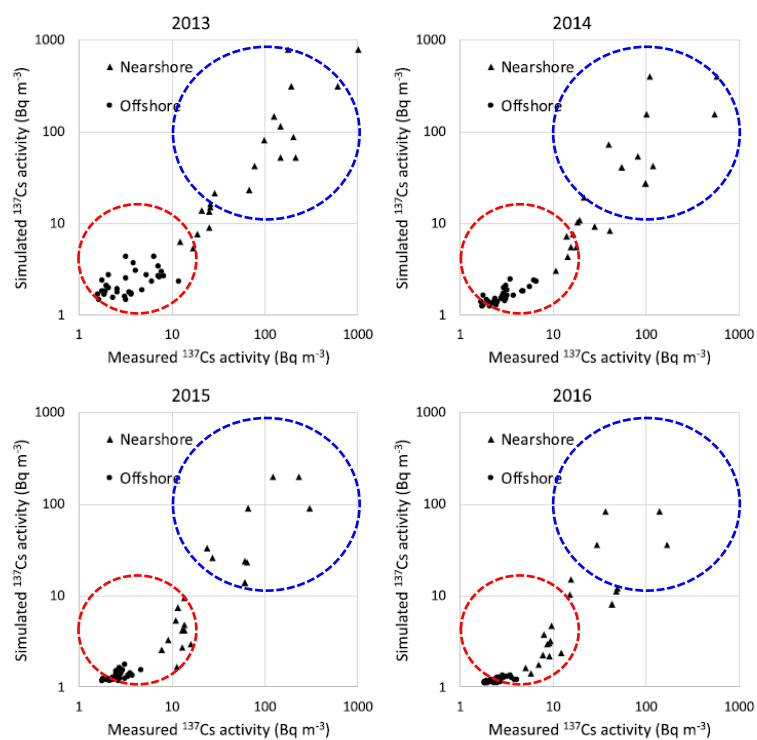 2013
Simulated ¹³⁷Cs activity (Bq m⁻³)
1000
100
10
1
Nearshore
Offshore
1 10 100 1000
Measured ¹³⁷Cs activity (Bq m⁻³)
2014
Simulated ¹³⁷Cs activity (Bq m⁻³)
1000
100
10
1
Nearshore
Offshore
1 10 100 1000
Measured ¹³⁷Cs activity (Bq m⁻³)
2015
Simulated ¹³⁷Cs activity (Bq m⁻³)
1000
100
10
1
Nearshore
Offshore
1 10 100 1000
Measured ¹³⁷Cs activity (Bq m⁻³)
2016
Simulated ¹³⁷Cs activity (Bq m⁻³)
1000
100
10
1
Nearshore
Offshore
1 10 100 1000
Measured ¹³⁷Cs activity (Bq m⁻³)